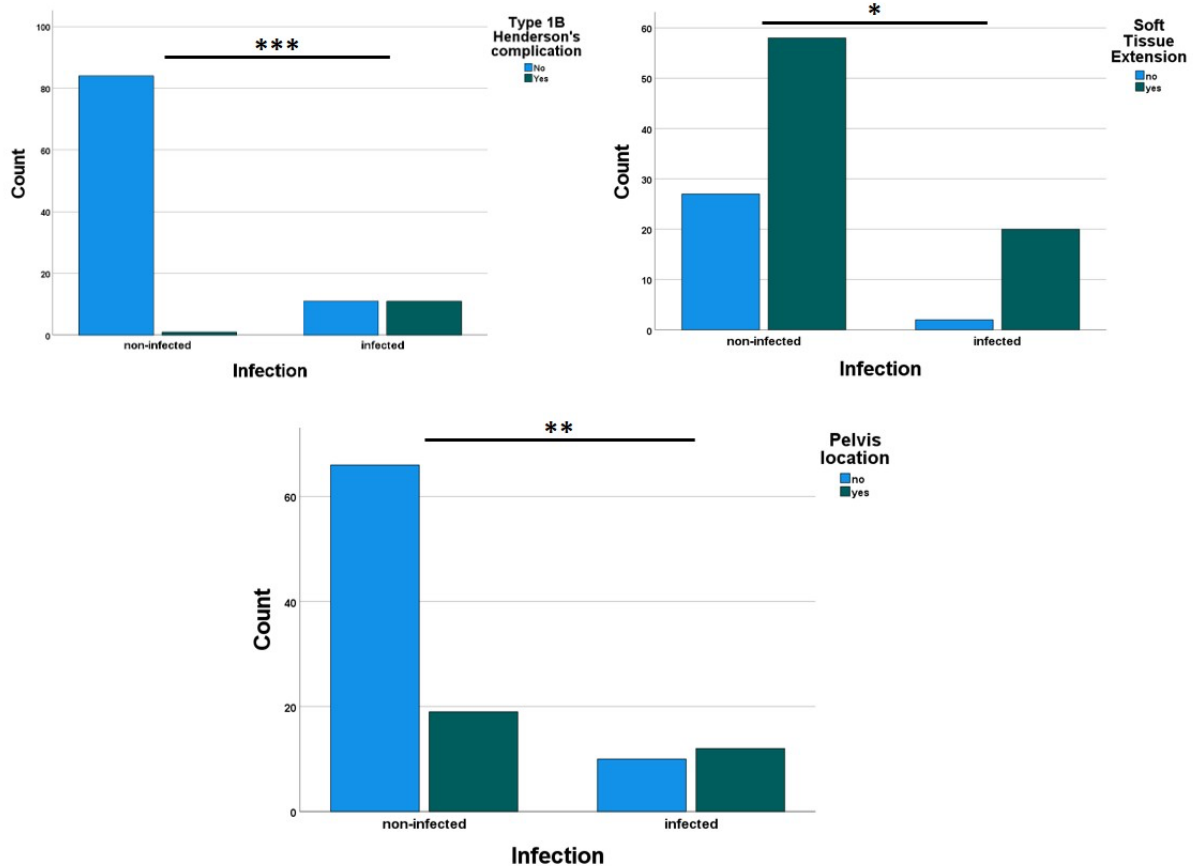 Type 1B
Henderson's
complication
No
Yes
***
100
80
60
40
20
0
Count
non-infected
infected
Infection
Soft
Tissue
Extension
no
yes
*
60
50
40
30
20
10
0
Count
non-infected
infected
Infection
Pelvis
location
no
yes
**
60
40
20
0
Count
non-infected
infected
Infection